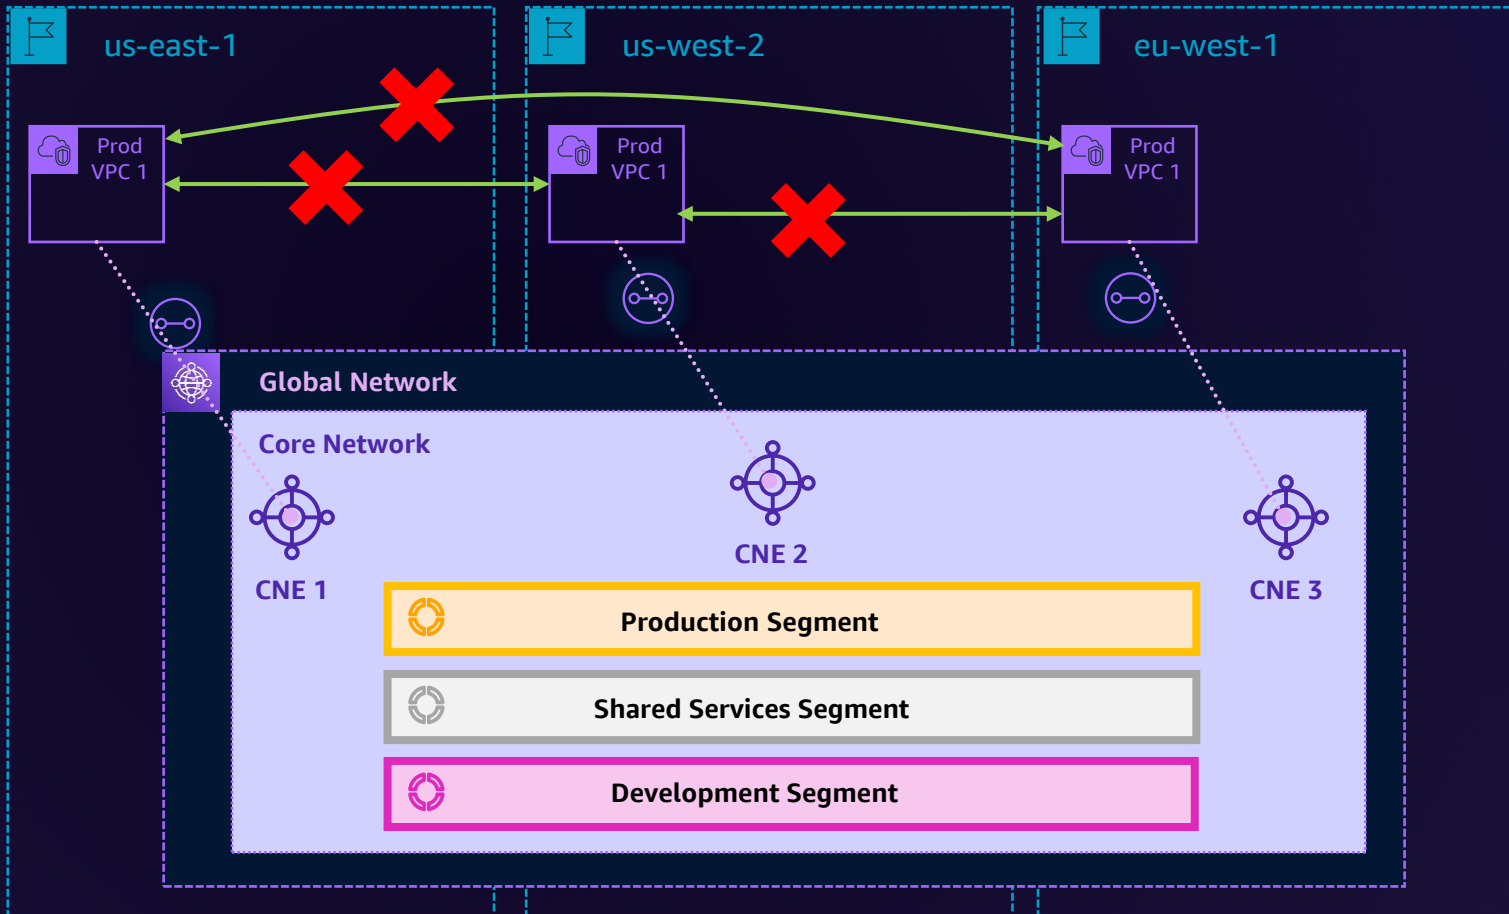 us-east-1
us-west-2
eu-west-1
Prod
VPC 1
Prod
VPC 1
Prod
VPC 1
Global Network
Core Network
CNE 1
CNE 2
CNE 3
Production Segment
Shared Services Segment
Development Segment